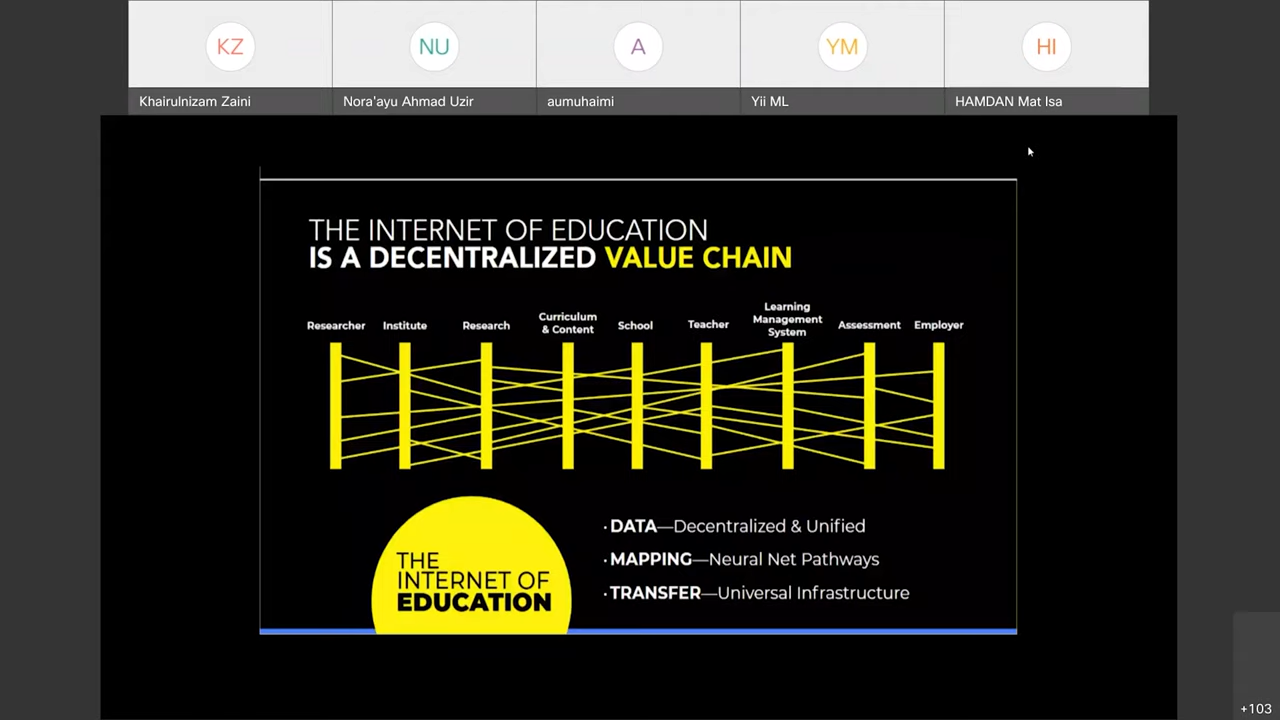 KZ
NU
A
YM
HI
Khairulnizam Zaini
Nora'ayu Ahmad Uzir
aumuhaimi
Yii ML
HAMDAN Mat Isa
THE INTERNET OF EDUCATION
IS A DECENTRALIZED VALUE CHAIN
Researcher
Institute
Research
Curriculum
& Content
School
Teacher
Learning
Management
System
Assessment
Employer
THE
INTERNET OF
EDUCATION
· DATA—Decentralized & Unified
· MAPPING—Neural Net Pathways
· TRANSFER—Universal Infrastructure
+103